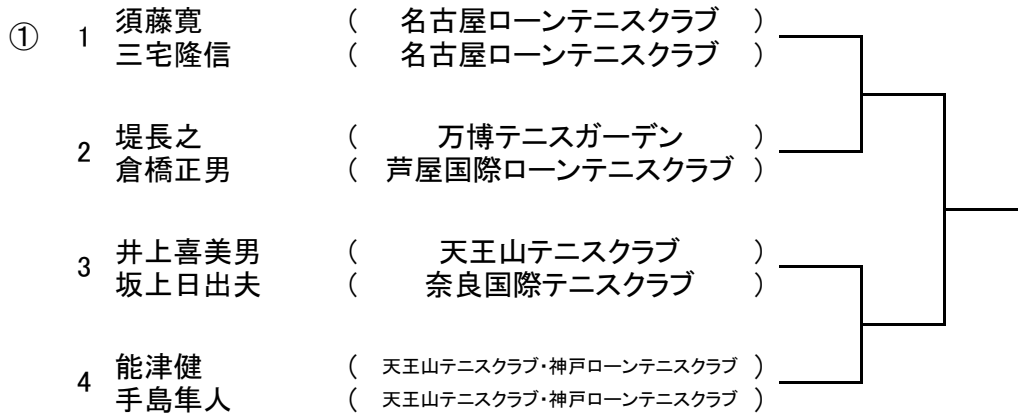 ① 1 須藤寛 ( 名古屋ローンテニスクラブ )
三宅隆信 ( 名古屋ローンテニスクラブ )
2 堤長之 ( 万博テニスガーデン )
倉橋正男 ( 芦屋国際ローンテニスクラブ )
3 井上喜美男 ( 天王山テニスクラブ )
坂上日出夫 ( 奈良国際テニスクラブ )
4 能津健 ( 天王山テニスクラブ・神戸ローンテニスクラブ )
手島隼人 ( 天王山テニスクラブ・神戸ローンテニスクラブ )